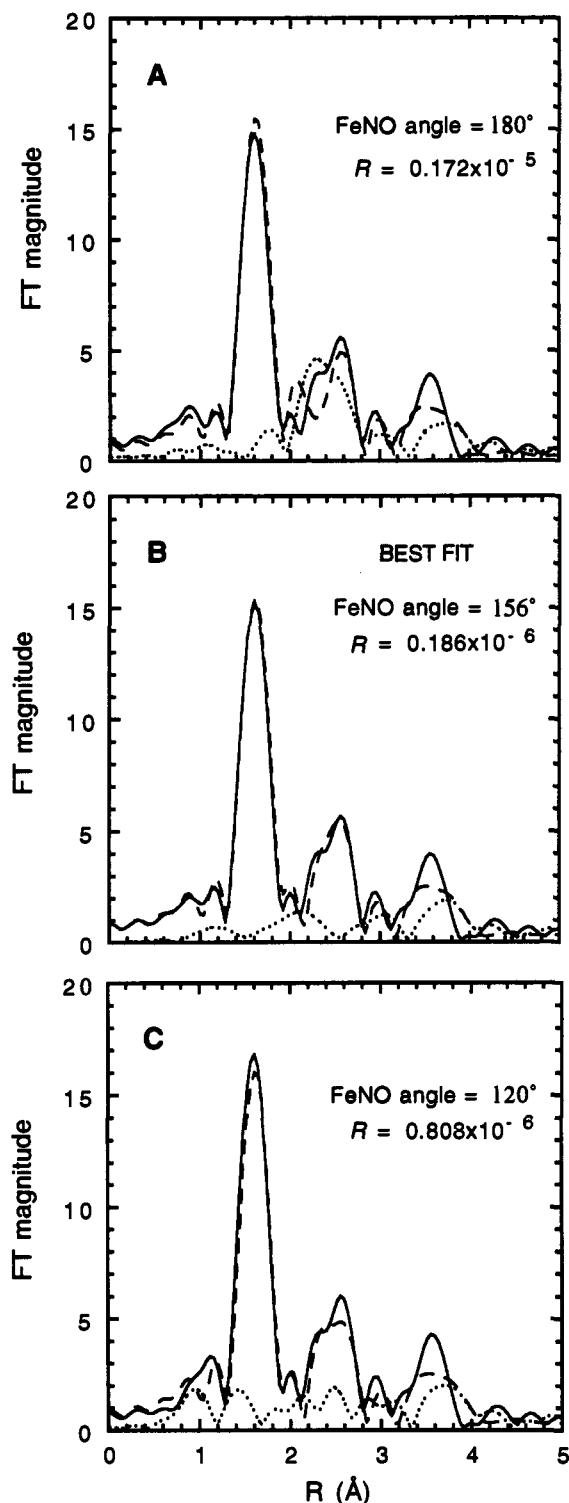 20
A
FeNO angle = 180°
R = 0.172x10⁻⁵
15
10
FT magnitude
5
0
20
B
BEST FIT
FeNO angle = 156°
R = 0.186x10⁻⁶
15
10
FT magnitude
5
0
20
C
FeNO angle = 120°
R = 0.808x10⁻⁶
15
10
FT magnitude
5
0
0 1 2 3 4 5
R (Å)